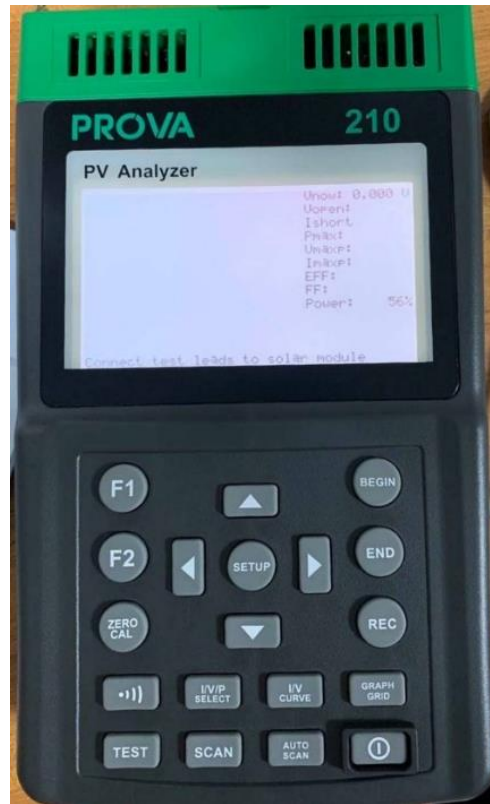 PROVA 210
PV Analyzer
Unow: 0.000 V
Uopen:
Ishort
Pmax:
Umaxp:
Imaxp:
EFF:
FF:
Power: 56%
Connect test leads to solar module
F1
BEGIN
F2
SETUP
END
ZERO
CAL
REC
•)))
I/V/P
SELECT
I/V
CURVE
GRAPH
GRID
TEST
SCAN
AUTO
SCAN